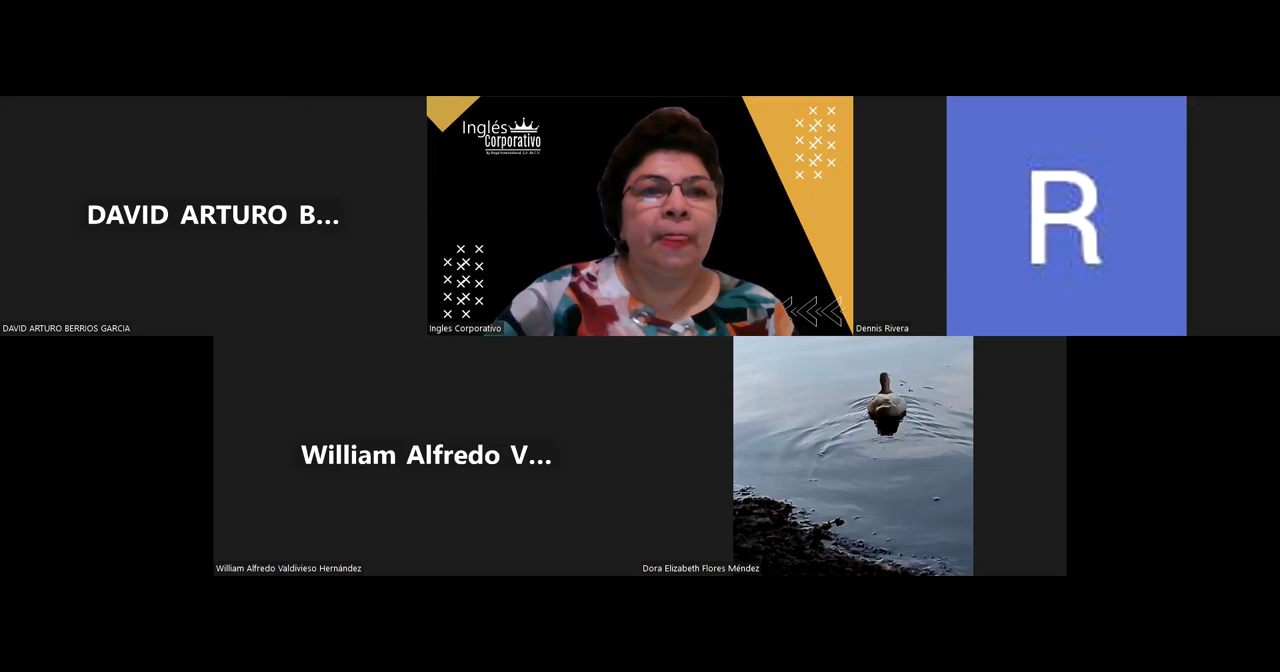 DAVID ARTURO B...
DAVID ARTURO BERRIOS GARCIA
Inglés
Corporativo
Ingles Corporativo
R
Dennis Rivera
William Alfredo V...
William Alfredo Valdivieso Hernández
Dora Elizabeth Flores Méndez